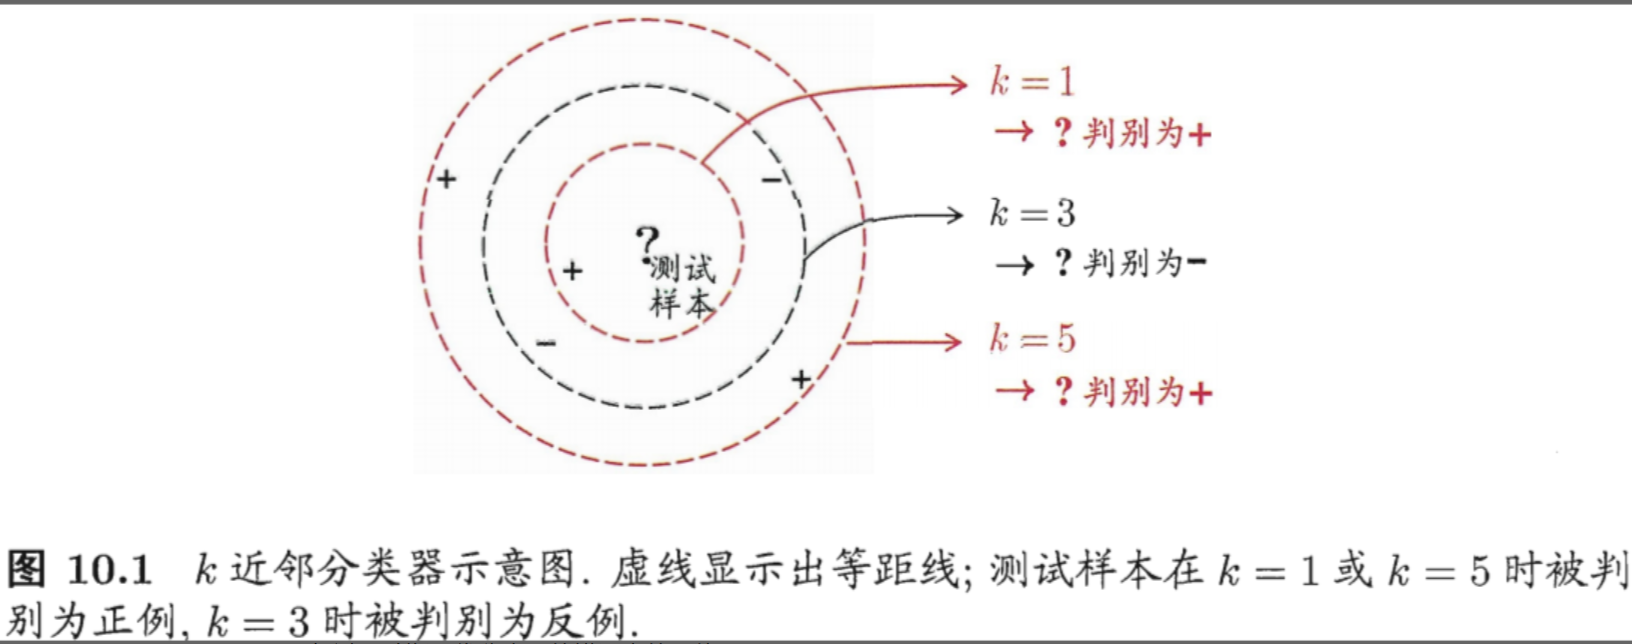 k = 1
→ ? 判别为+
+
−
k = 3
?
+
测试
→ ? 判别为−
样本
−
k = 5
+
→ ? 判别为+
图 10.1 k 近邻分类器示意图. 虚线显示出等距线; 测试样本在 k = 1 或 k = 5 时被判
别为正例, k = 3 时被判别为反例.